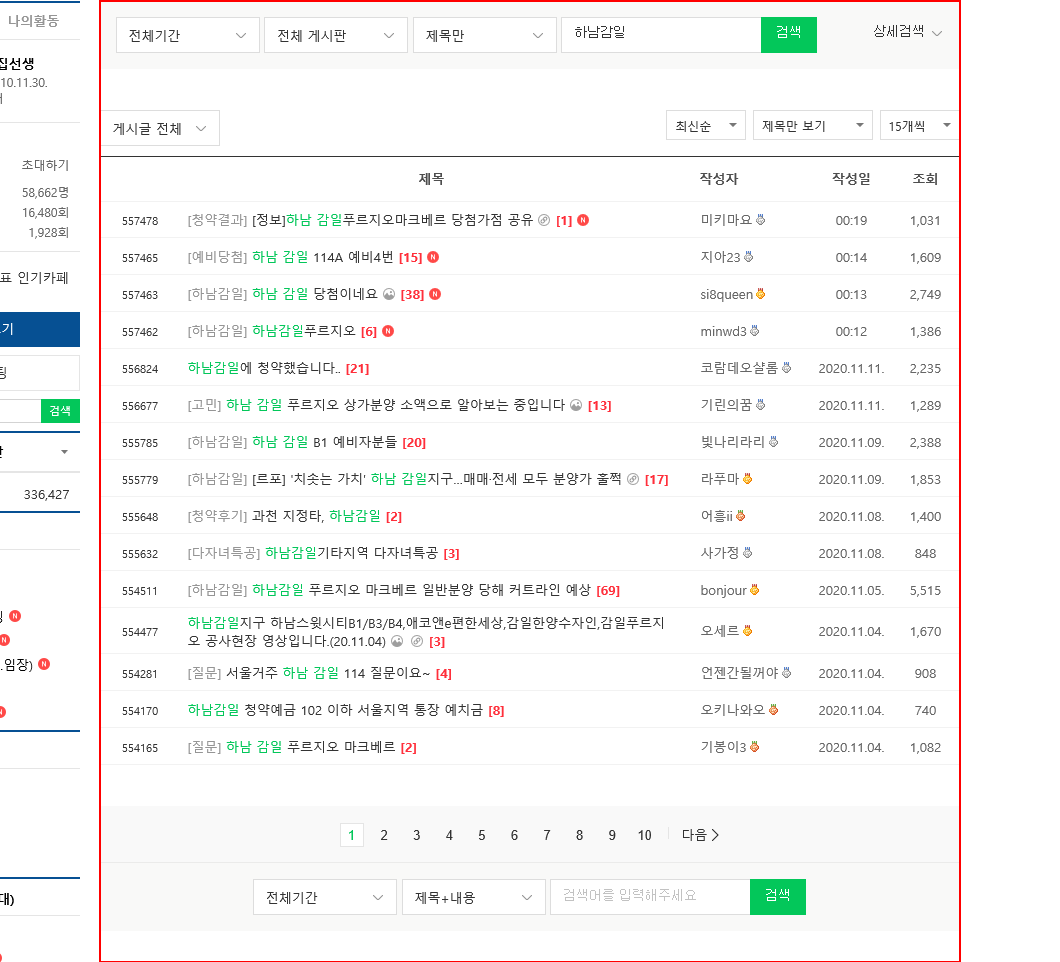 나의활동
집선생
10.11.30.
초대하기
58,662명
16,480회
1,928회
표 인기카페
기
팅
검색
336,427
.임장)
대)
전체기간 전체 게시판 제목만 하남감일 검색 상세검색
게시글 전체 최신순 제목만 보기 15개씩
제목 작성자 작성일 조회
557478 [청약결과] [정보]하남 감일푸르지오마크베르 당첨가점 공유 [1] N 미키마요 00:19 1,031
557465 [예비당첨] 하남 감일 114A 예비4번 [15] N 지아23 00:14 1,609
557463 [하남감일] 하남 감일 당첨이네요 [38] N si8queen 00:13 2,749
557462 [하남감일] 하남감일푸르지오 [6] N minwd3 00:12 1,386
556824 하남감일에 청약했습니다.. [21] 코람데오샬롬 2020.11.11. 2,235
556677 [고민] 하남 감일 푸르지오 상가분양 소액으로 알아보는 중입니다 [13] 기린의꿈 2020.11.11. 1,289
555785 [하남감일] 하남 감일 B1 예비자분들 [20] 빛나리라리 2020.11.09. 2,388
555779 [하남감일] [르포] '치솟는 가치' 하남 감일지구...매매·전세 모두 분양가 훌쩍 [17] 라푸마 2020.11.09. 1,853
555648 [청약후기] 과천 지정타, 하남감일 [2] 어흥ii 2020.11.08. 1,400
555632 [다자녀특공] 하남감일기타지역 다자녀특공 [3] 사가정 2020.11.08. 848
554511 [하남감일] 하남감일 푸르지오 마크베르 일반분양 당해 커트라인 예상 [69] bonjour 2020.11.05. 5,515
554477 하남감일지구 하남스윗시티B1/B3/B4,애코앤e편한세상,감일한양수자인,감일푸르지
오 공사현장 영상입니다.(20.11.04) [3] 오세르 2020.11.04. 1,670
554281 [질문] 서울거주 하남 감일 114 질문이요~ [4] 언젠간될꺼야 2020.11.04. 908
554170 하남감일 청약예금 102 이하 서울지역 통장 예치금 [8] 오키나와오 2020.11.04. 740
554165 [질문] 하남 감일 푸르지오 마크베르 [2] 기봉이3 2020.11.04. 1,082
1 2 3 4 5 6 7 8 9 10 다음
전체기간 제목+내용 검색어를 입력해주세요 검색